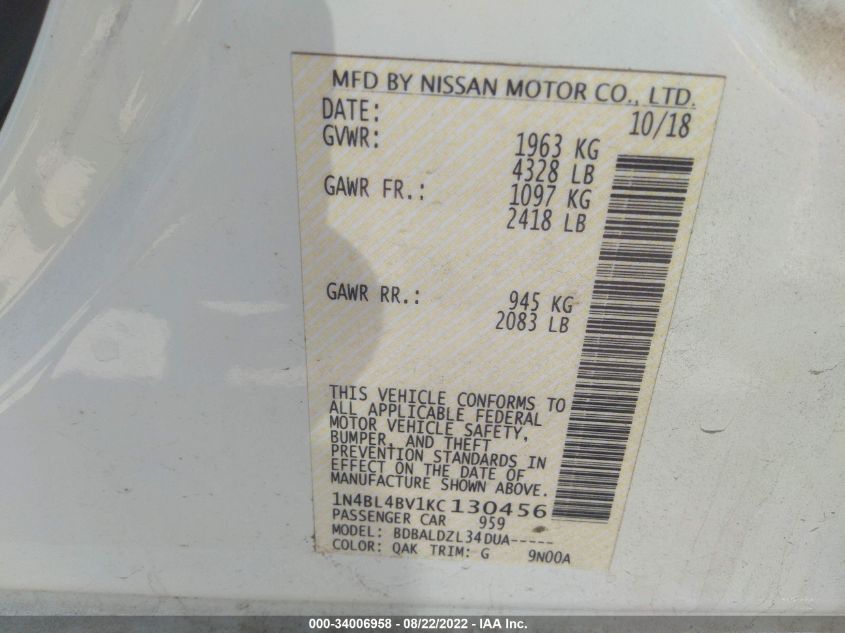 MFD BY NISSAN MOTOR CO., LTD.
DATE: 10/18
GVWR: 1963 KG
4328 LB
GAWR FR.: 1097 KG
2418 LB
GAWR RR.: 945 KG
2083 LB
THIS VEHICLE CONFORMS TO
ALL APPLICABLE FEDERAL
MOTOR VEHICLE SAFETY,
BUMPER, AND THEFT
PREVENTION STANDARDS IN
EFFECT ON THE DATE OF
MANUFACTURE SHOWN ABOVE.
1N4BL4BV1KC130456
PASSENGER CAR 959
MODEL: BDBALDZL34DUA-----
COLOR: QAK TRIM: G 9N00A
000-34006958 - 08/22/2022 - IAA Inc.